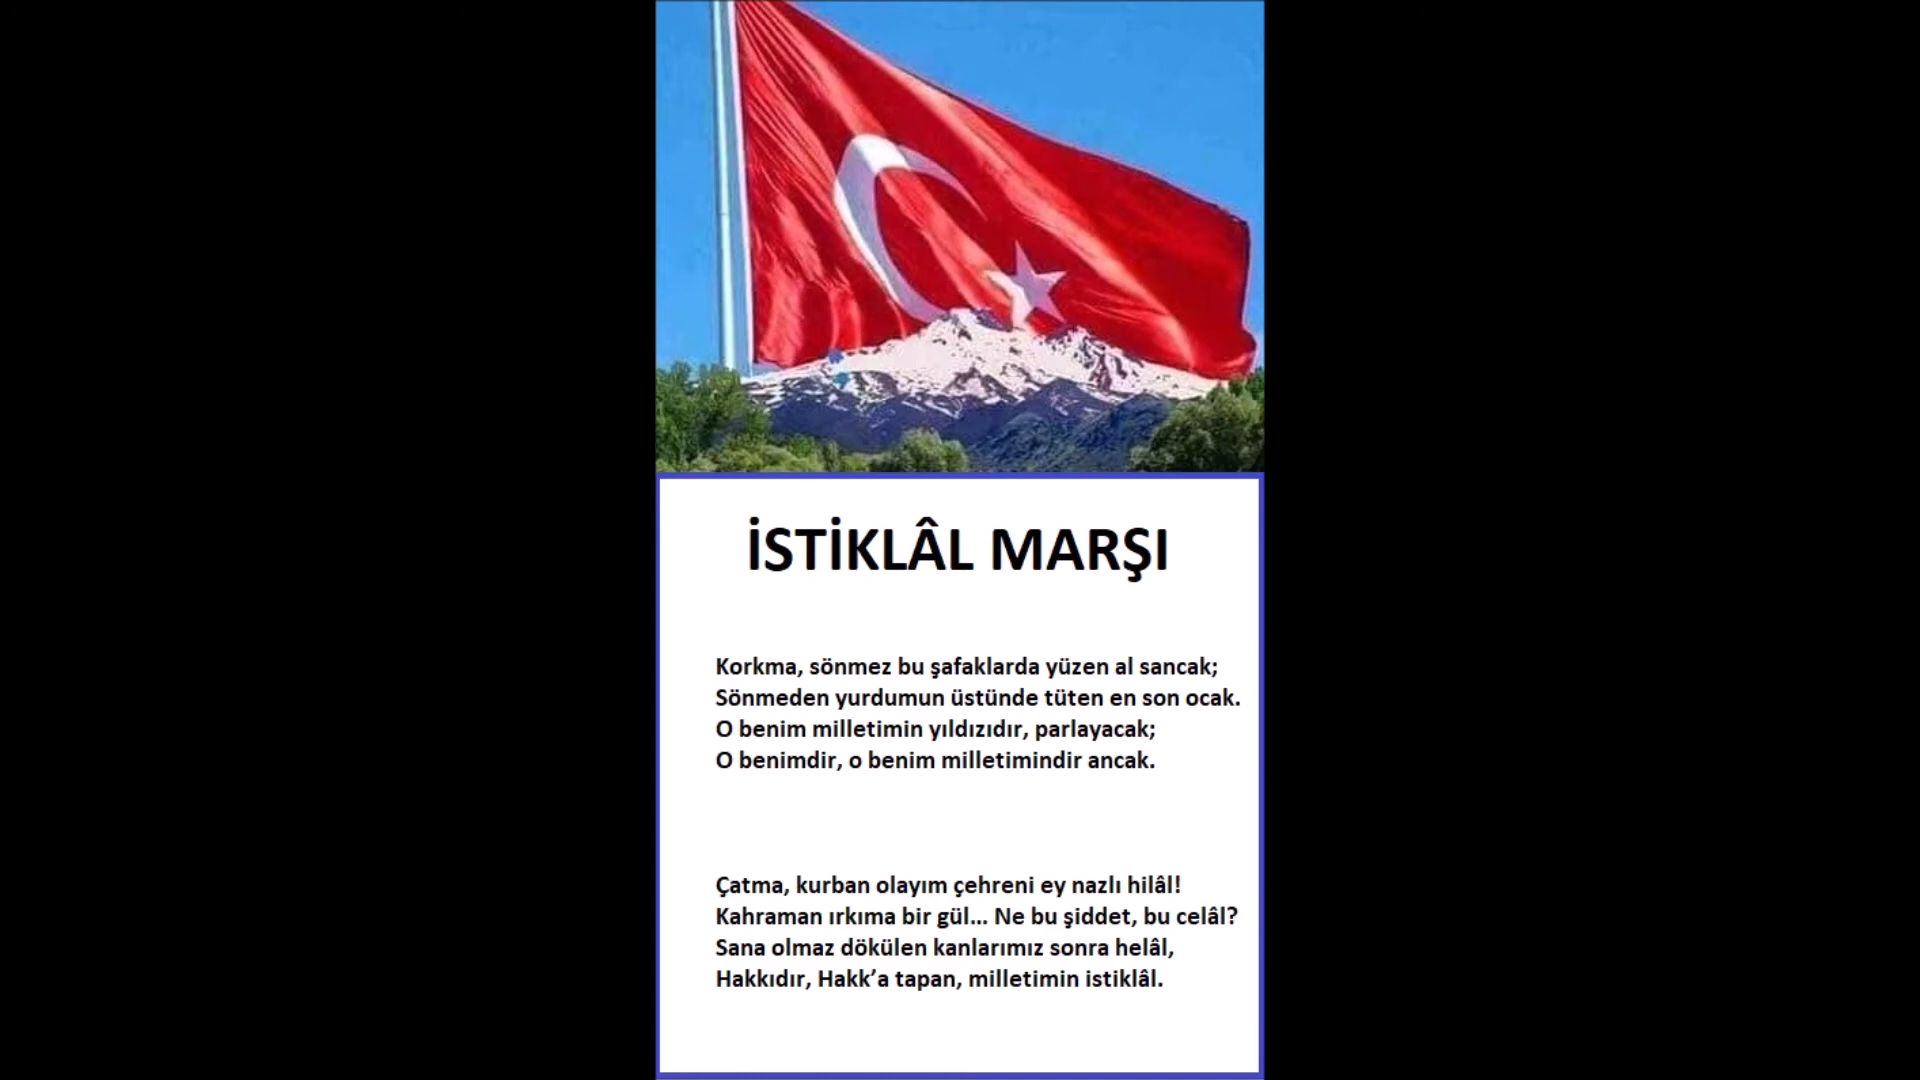 İSTİKLÂL MARŞI
Korkma, sönmez bu şafaklarda yüzen al sancak;
Sönmeden yurdumun üstünde tüten en son ocak.
O benim milletimin yıldızıdır, parlayacak;
O benimdir, o benim milletimindir ancak.
Çatma, kurban olayım çehreni ey nazlı hilâl!
Kahraman ırkıma bir gül... Ne bu şiddet, bu celâl?
Sana olmaz dökülen kanlarımız sonra helâl,
Hakkıdır, Hakk’a tapan, milletimin istiklâl.